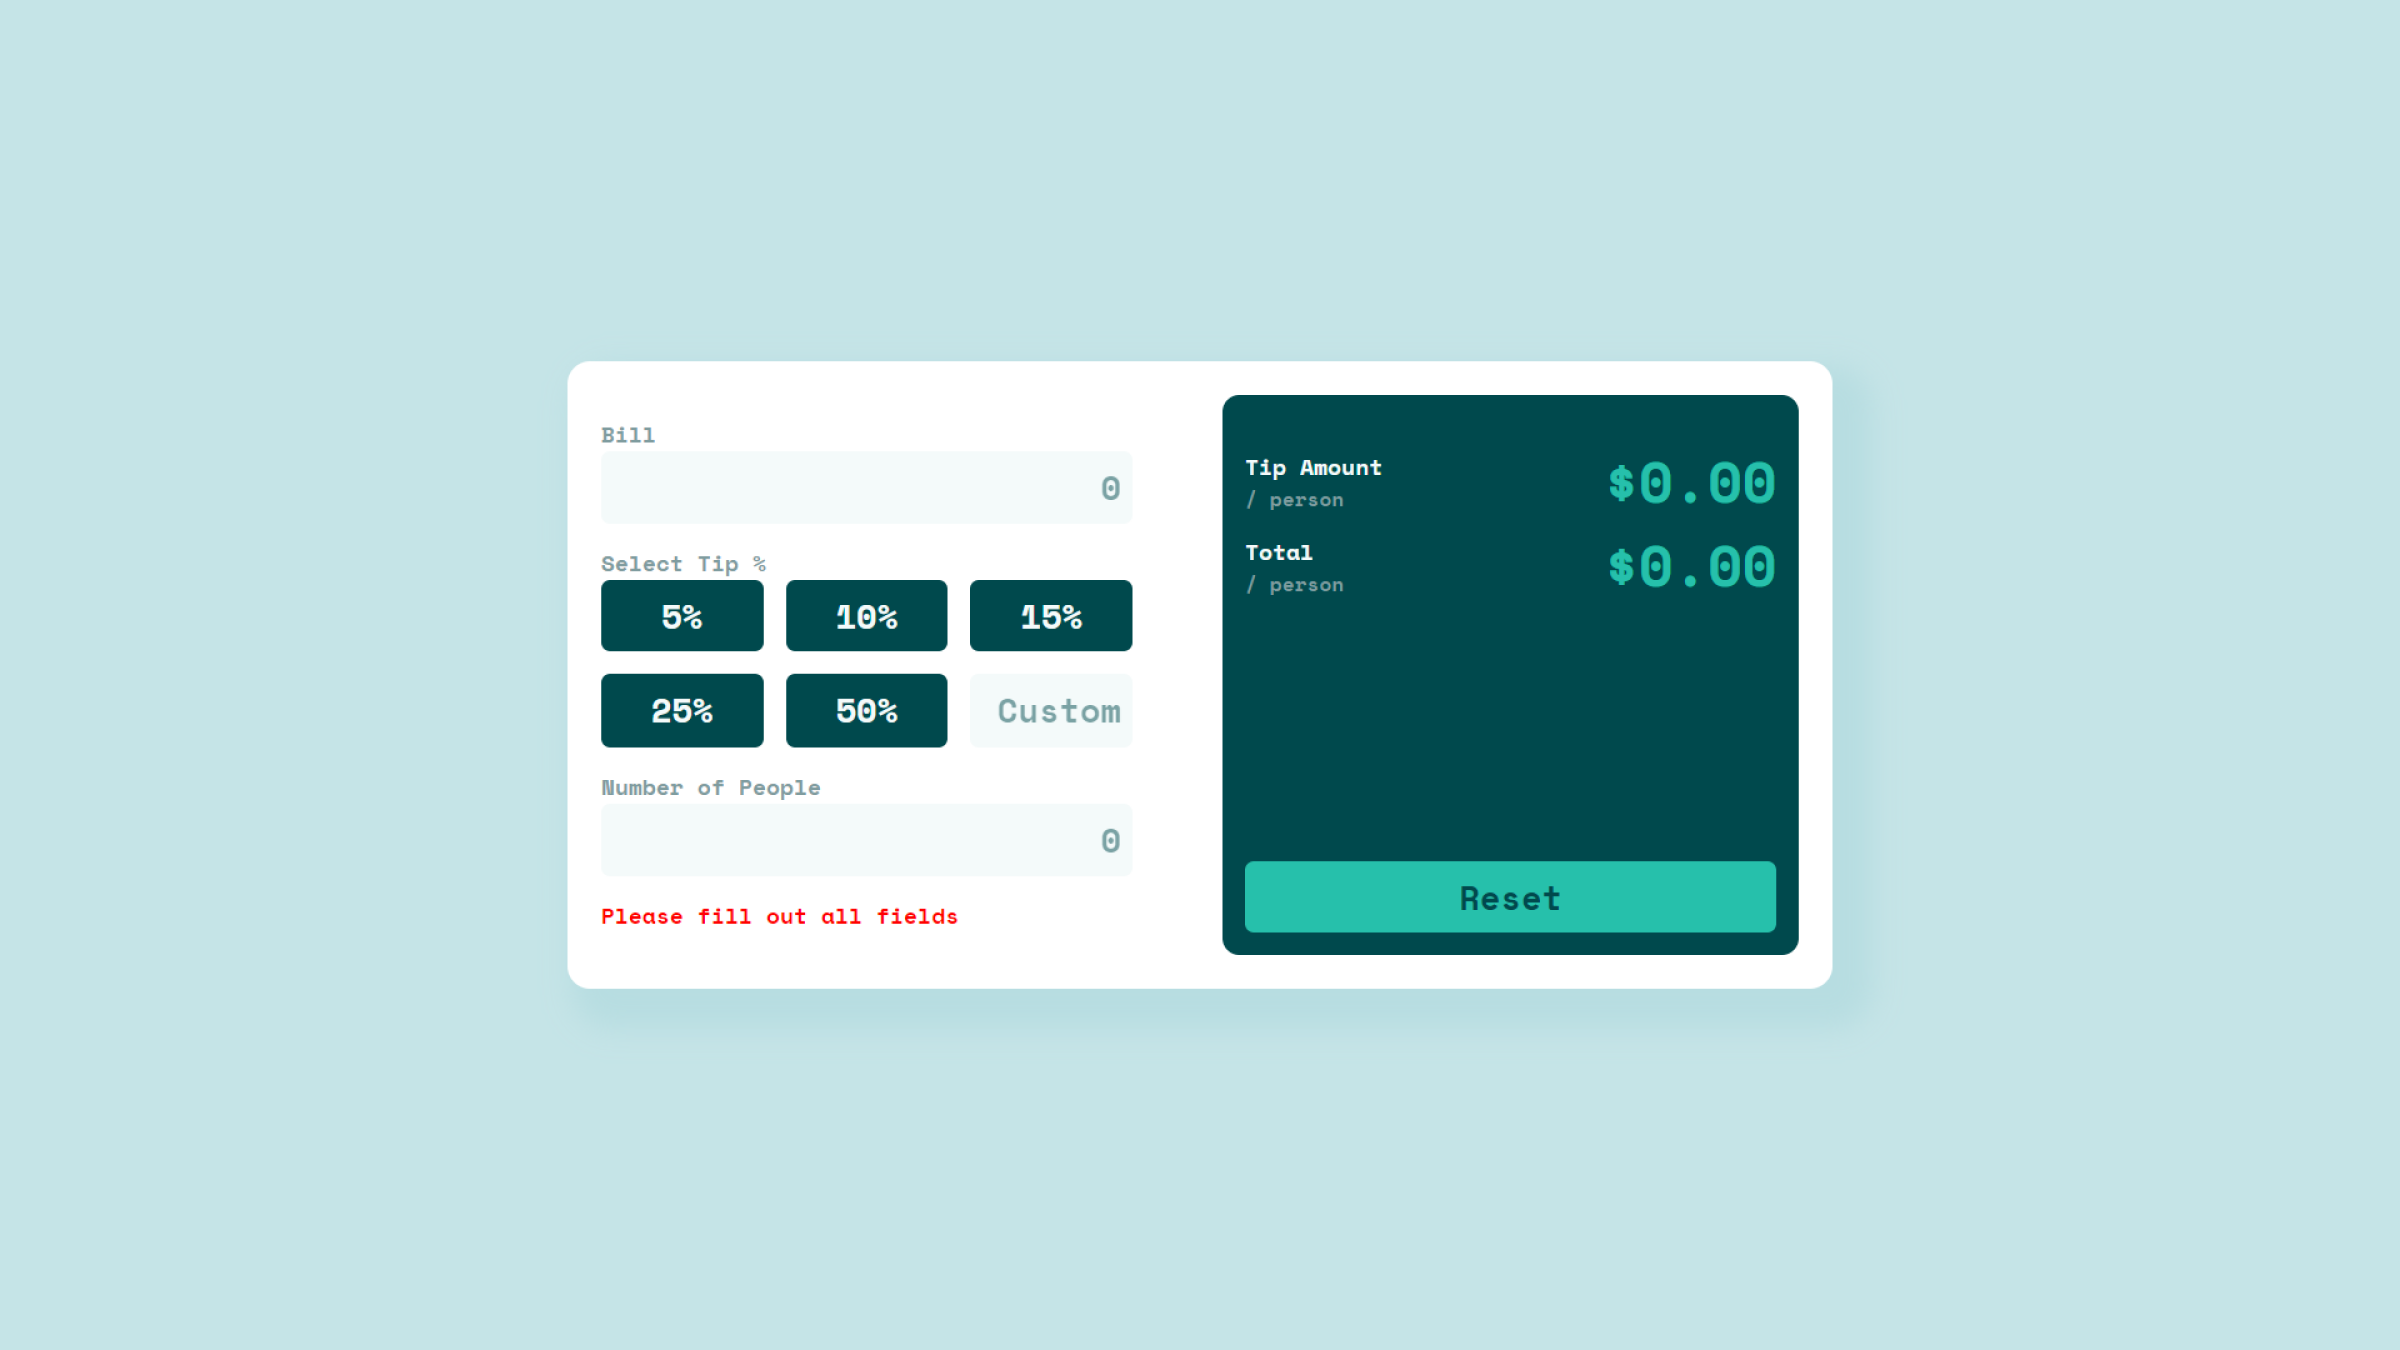 Bill
0
Select Tip %
5% 10% 15%
25% 50% Custom
Number of People
0
Please fill out all fields
Tip Amount
/ person
$0.00
Total
/ person
$0.00
Reset